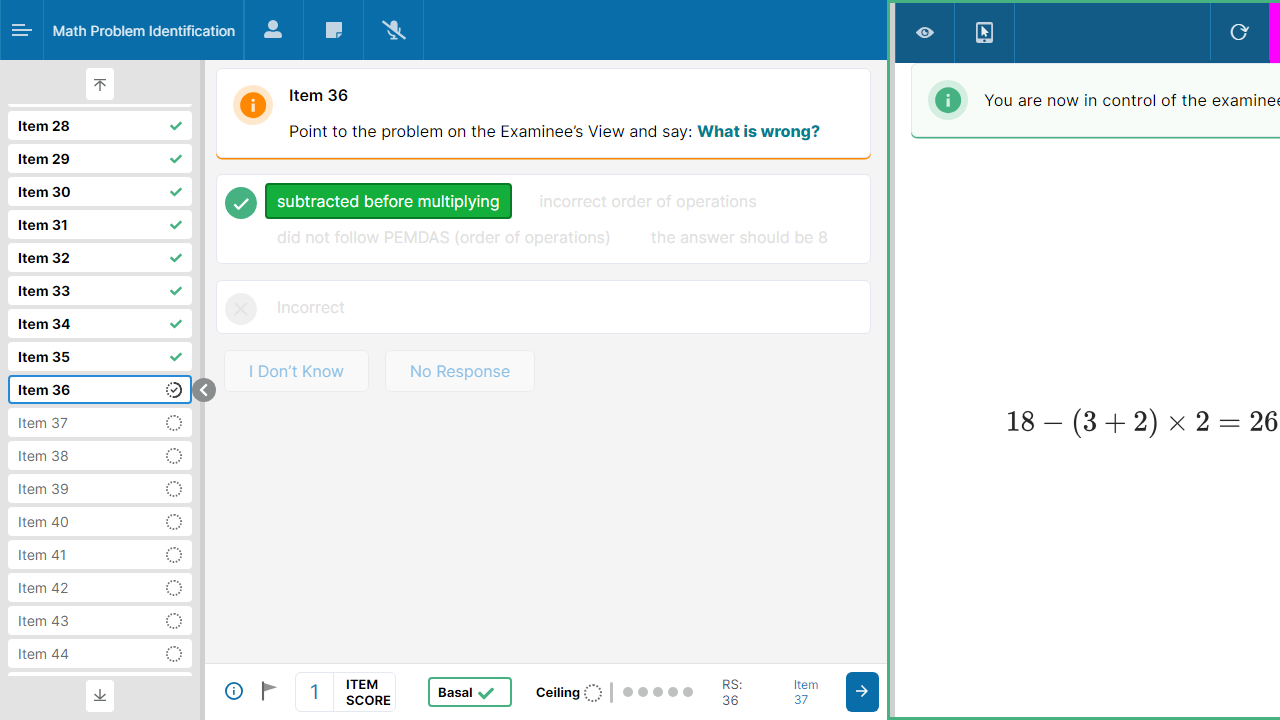 Math Problem Identification
Item 28
Item 29
Item 30
Item 31
Item 32
Item 33
Item 34
Item 35
Item 36
Item 37
Item 38
Item 39
Item 40
Item 41
Item 42
Item 43
Item 44
Item 36
Point to the problem on the Examinee’s View and say: What is wrong?
subtracted before multiplying
incorrect order of operations
did not follow PEMDAS (order of operations)
the answer should be 8
Incorrect
I Don’t Know
No Response
1
ITEM
SCORE
Basal
Ceiling
RS:
36
Item
37
You are now in control of the examinee
18 − (3 + 2) × 2 = 26